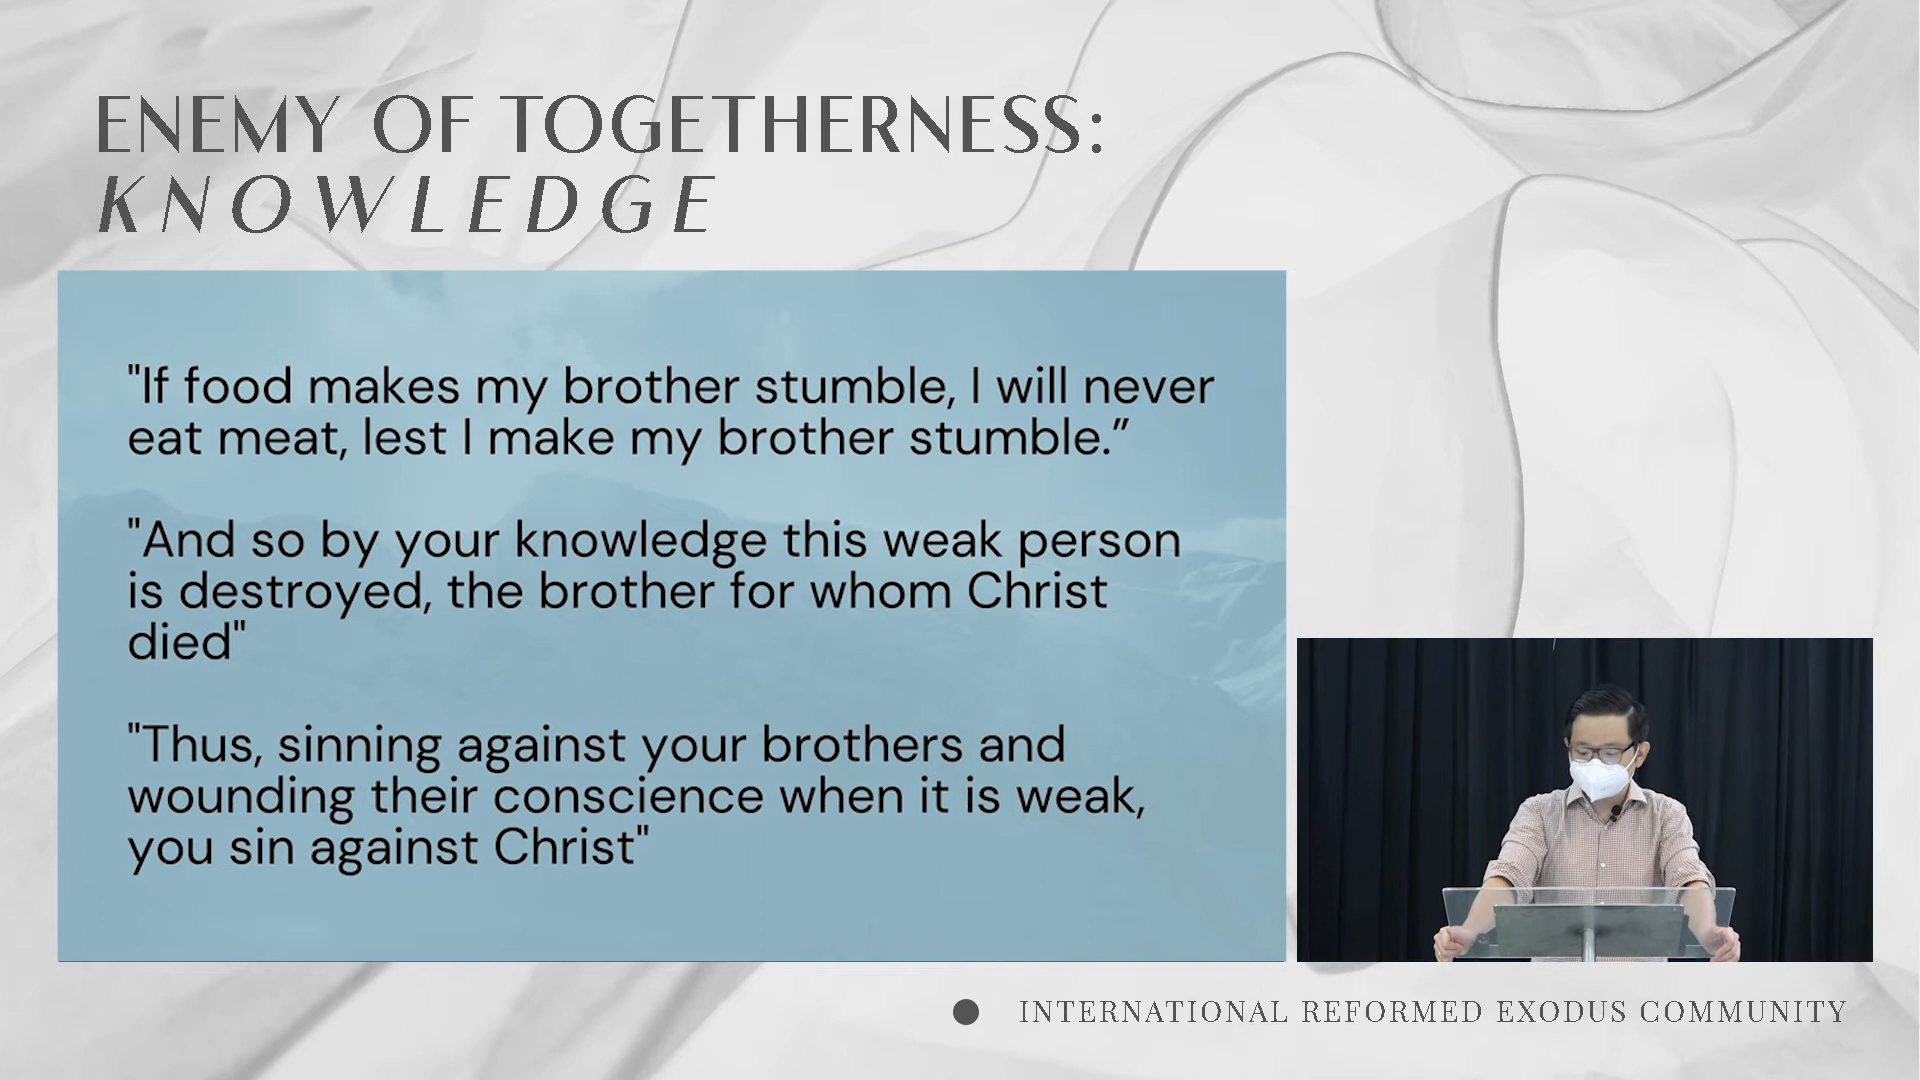 ENEMY OF TOGETHERNESS:
KNOWLEDGE
"If food makes my brother stumble, I will never
eat meat, lest I make my brother stumble.”
"And so by your knowledge this weak person
is destroyed, the brother for whom Christ
died"
"Thus, sinning against your brothers and
wounding their conscience when it is weak,
you sin against Christ"
INTERNATIONAL REFORMED EXODUS COMMUNITY